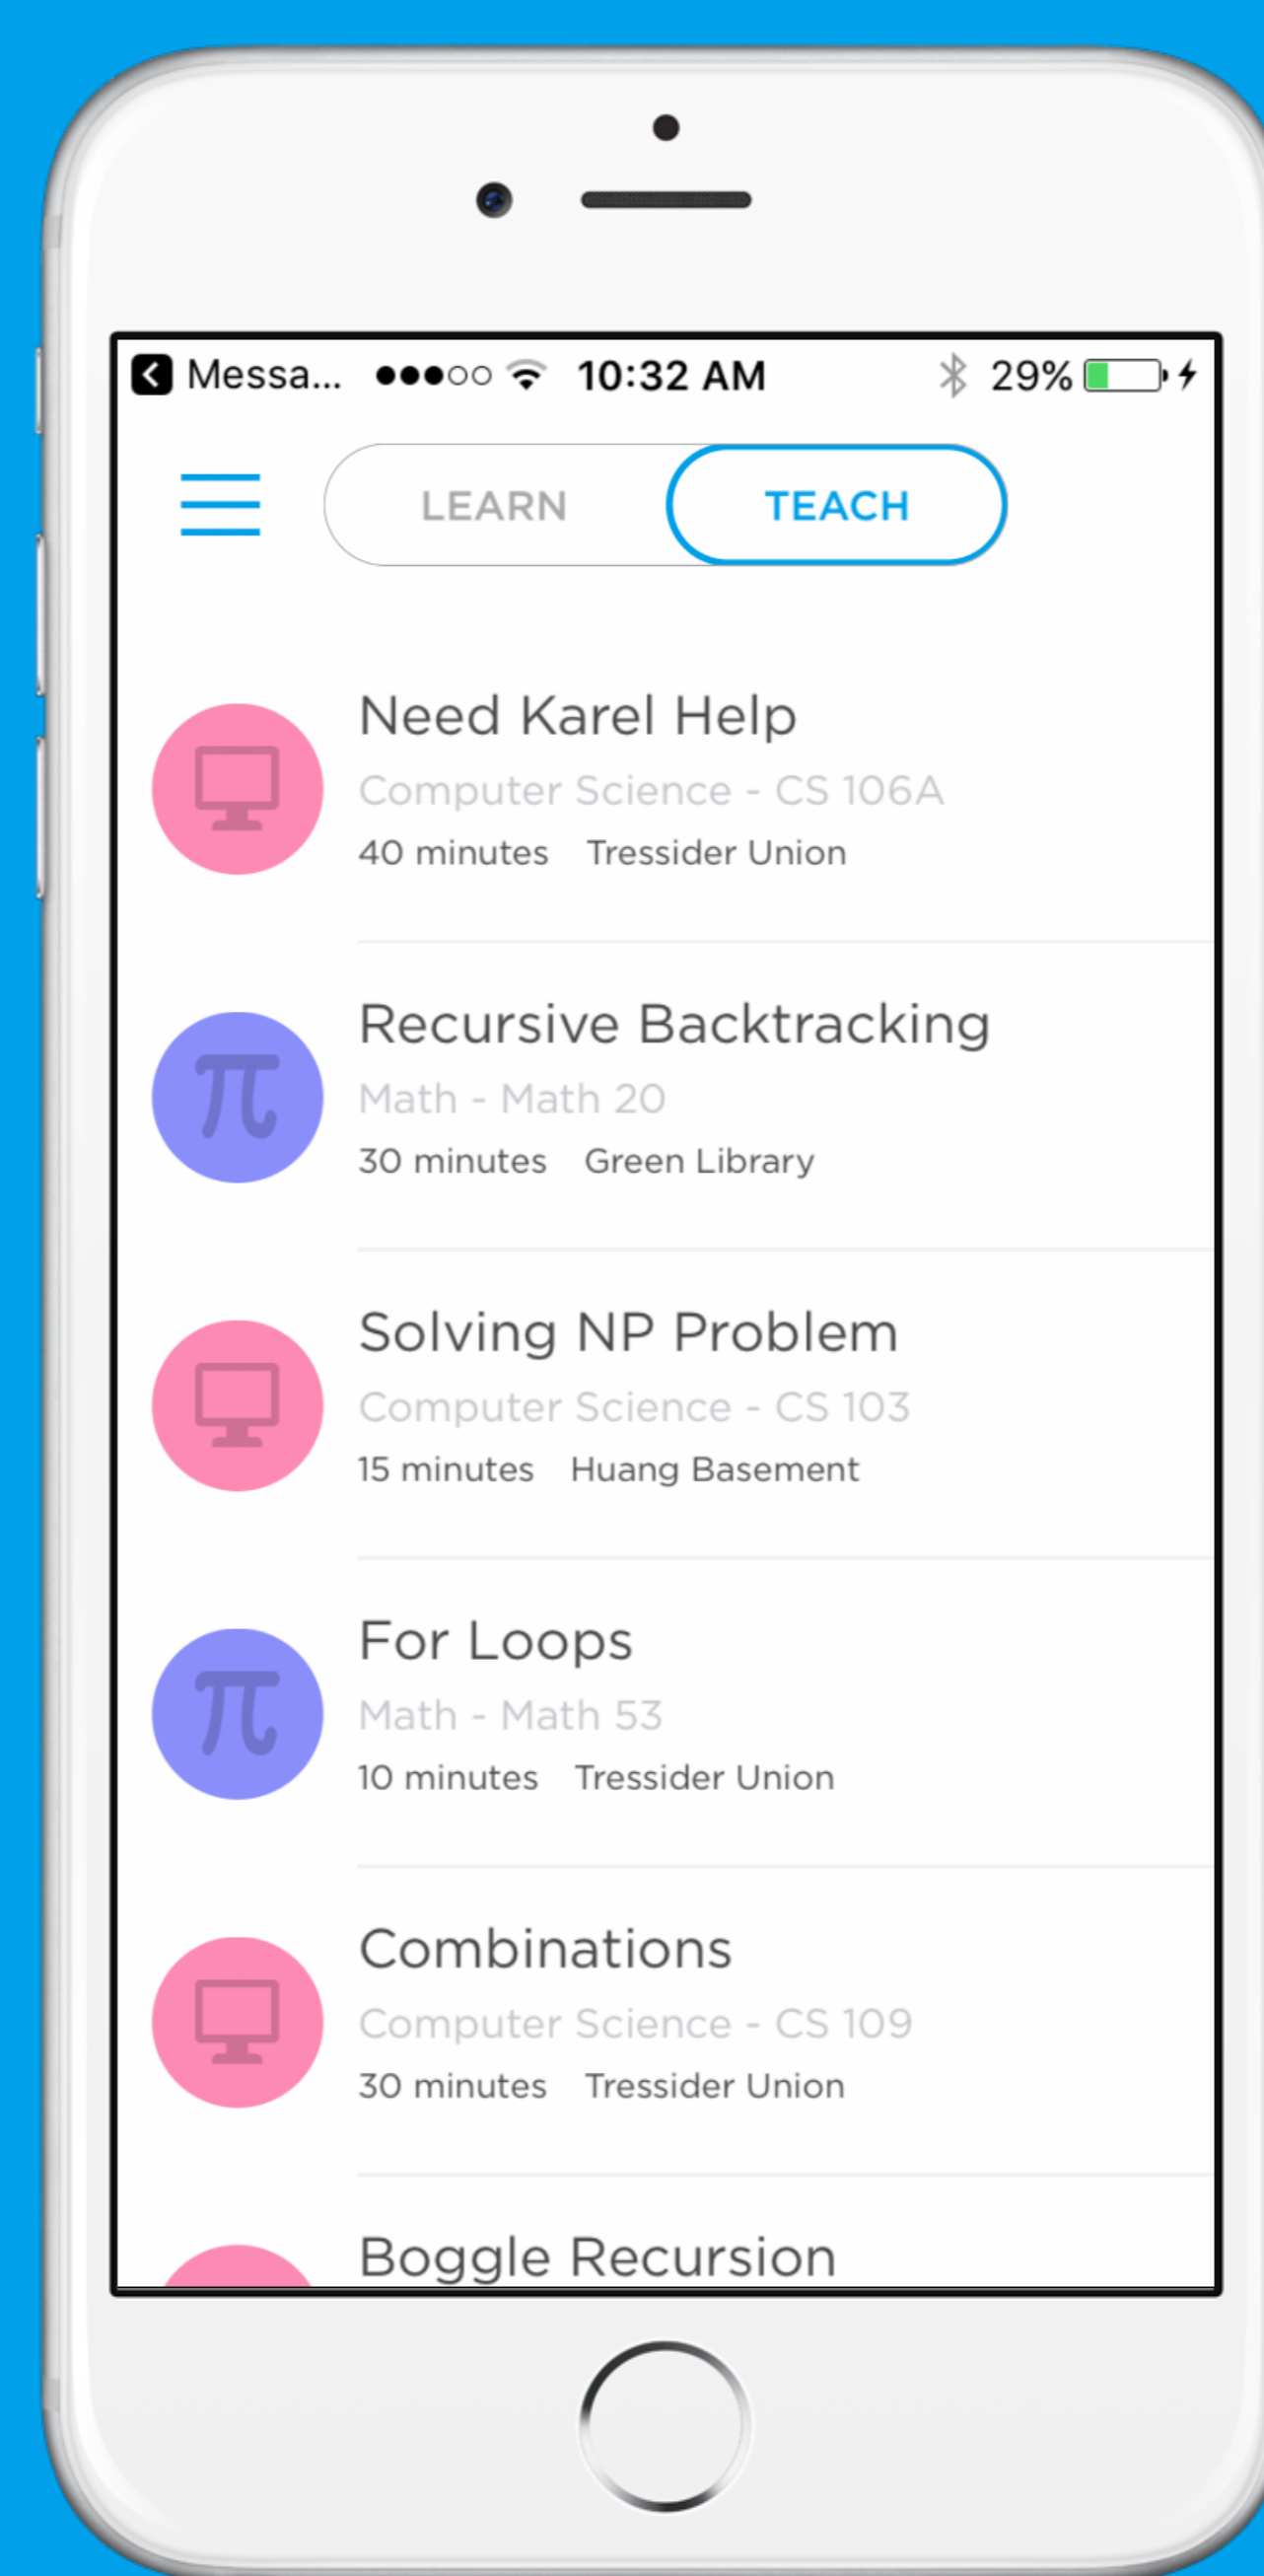 Messa... 10:32 AM 29%
LEARN TEACH
Need Karel Help
Computer Science - CS 106A
40 minutes Tressider Union
Recursive Backtracking
Math - Math 20
30 minutes Green Library
Solving NP Problem
Computer Science - CS 103
15 minutes Huang Basement
For Loops
Math - Math 53
10 minutes Tressider Union
Combinations
Computer Science - CS 109
30 minutes Tressider Union
Boggle Recursion